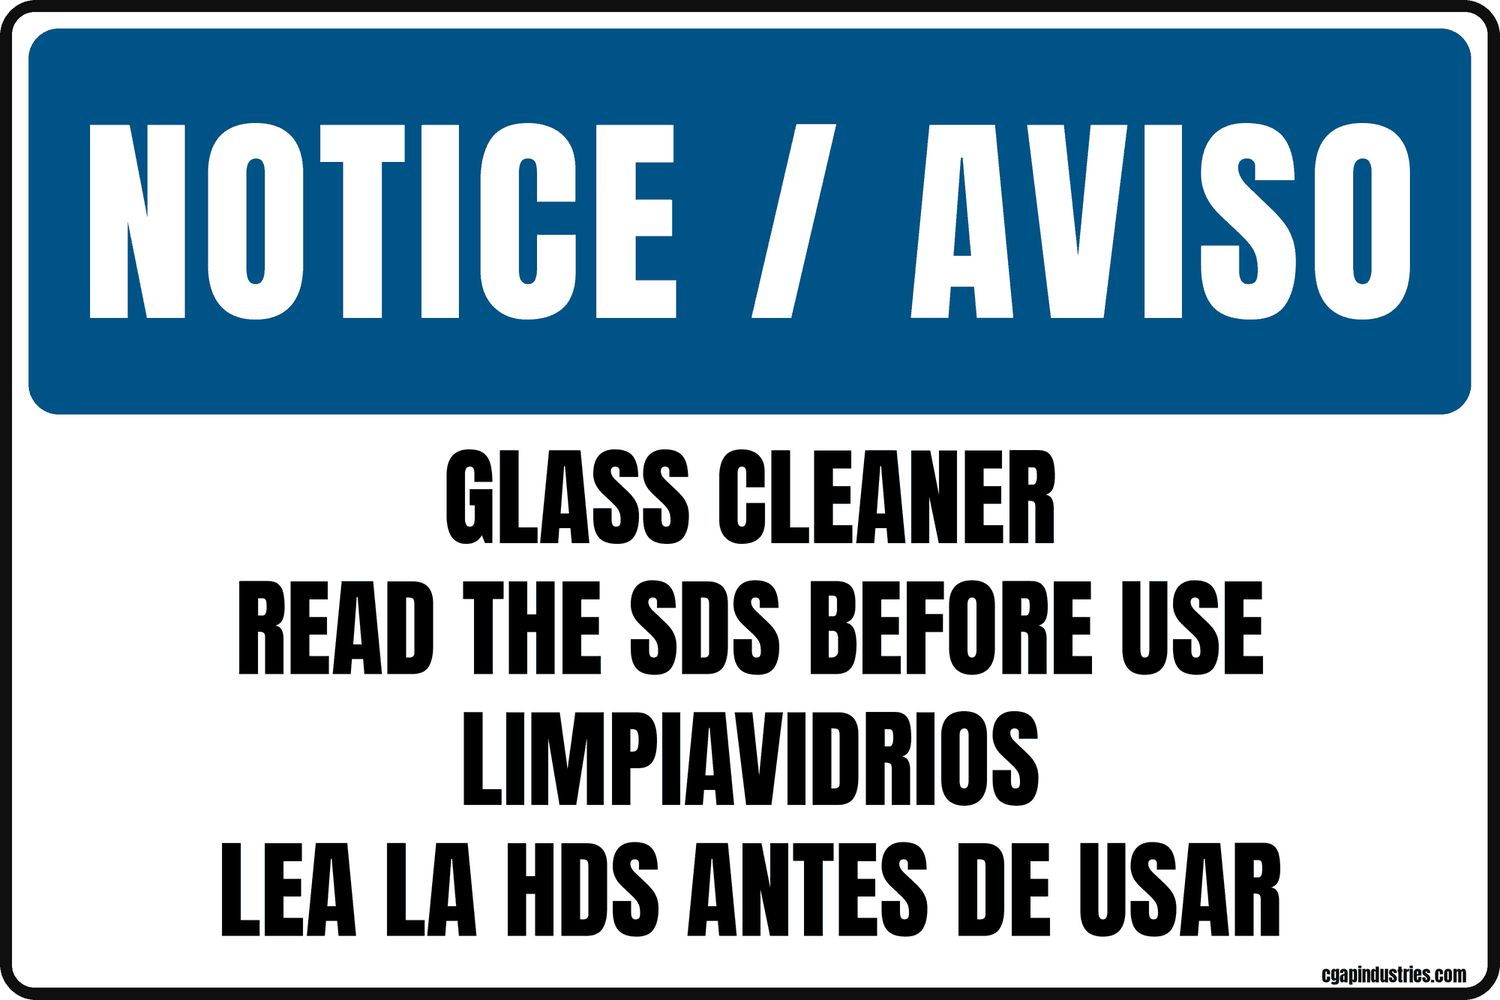 NOTICE / AVISO
GLASS CLEANER
READ THE SDS BEFORE USE
LIMPIAVIDRIOS
LEA LA HDS ANTES DE USAR
cgapindustries.com